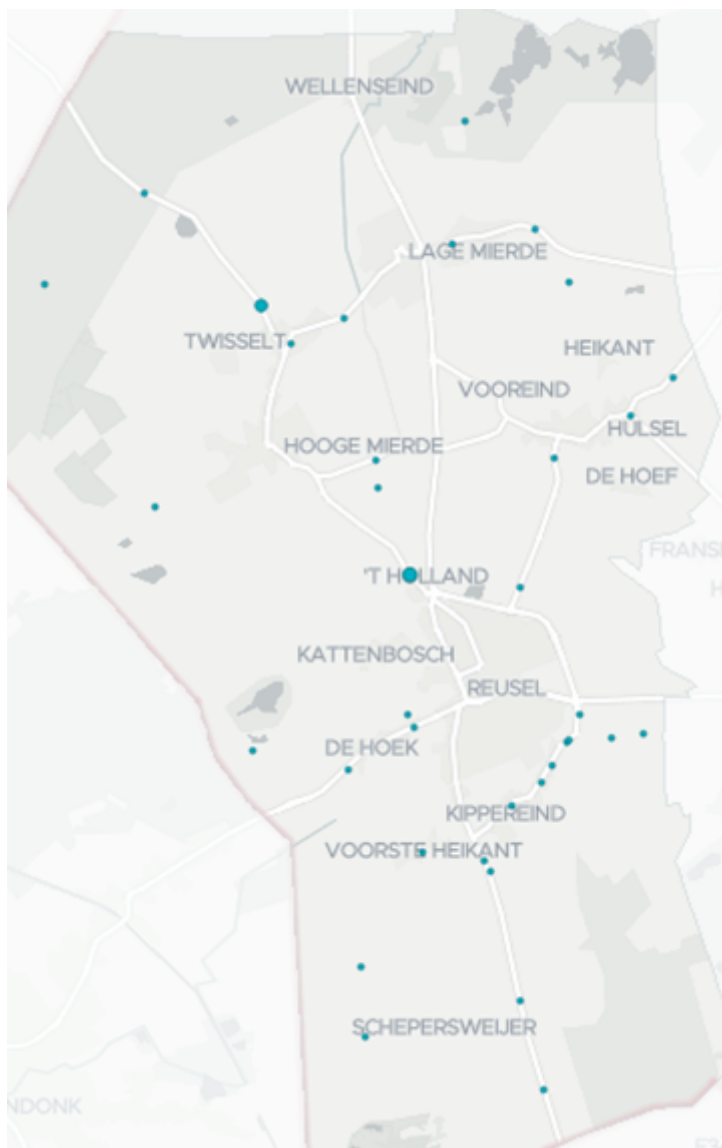 WELLENSEIND
LAGE MIERDE
TWISSELT
HEIKANT
VOOREIND
HULSEL
HOOGE MIERDE
DE HOEF
'T HOLLAND
KATTENBOSCH
REUSEL
DE HOEK
KIPPEREIND
VOORSTE HEIKANT
SCHEPERSWEIJER
NDONK